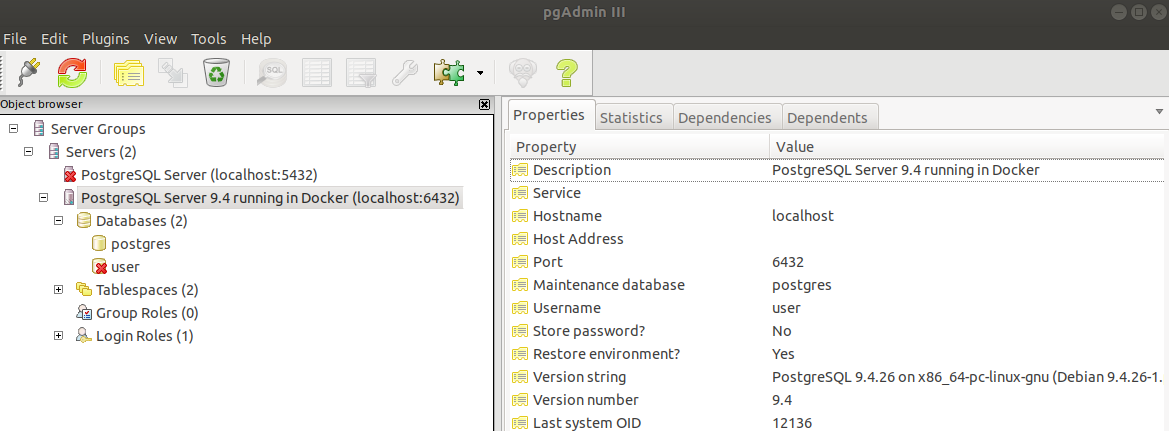 pgAdmin III
File Edit Plugins View Tools Help
SQL
Object browser
Server Groups
Servers (2)
PostgreSQL Server (localhost:5432)
PostgreSQL Server 9.4 running in Docker (localhost:6432)
Databases (2)
postgres
user
Tablespaces (2)
Group Roles (0)
Login Roles (1)
Properties Statistics Dependencies Dependents
Property Value
Description PostgreSQL Server 9.4 running in Docker
Service
Hostname localhost
Host Address
Port 6432
Maintenance database postgres
Username user
Store password? No
Restore environment? Yes
Version string PostgreSQL 9.4.26 on x86_64-pc-linux-gnu (Debian 9.4.26-1.
Version number 9.4
Last system OID 12136